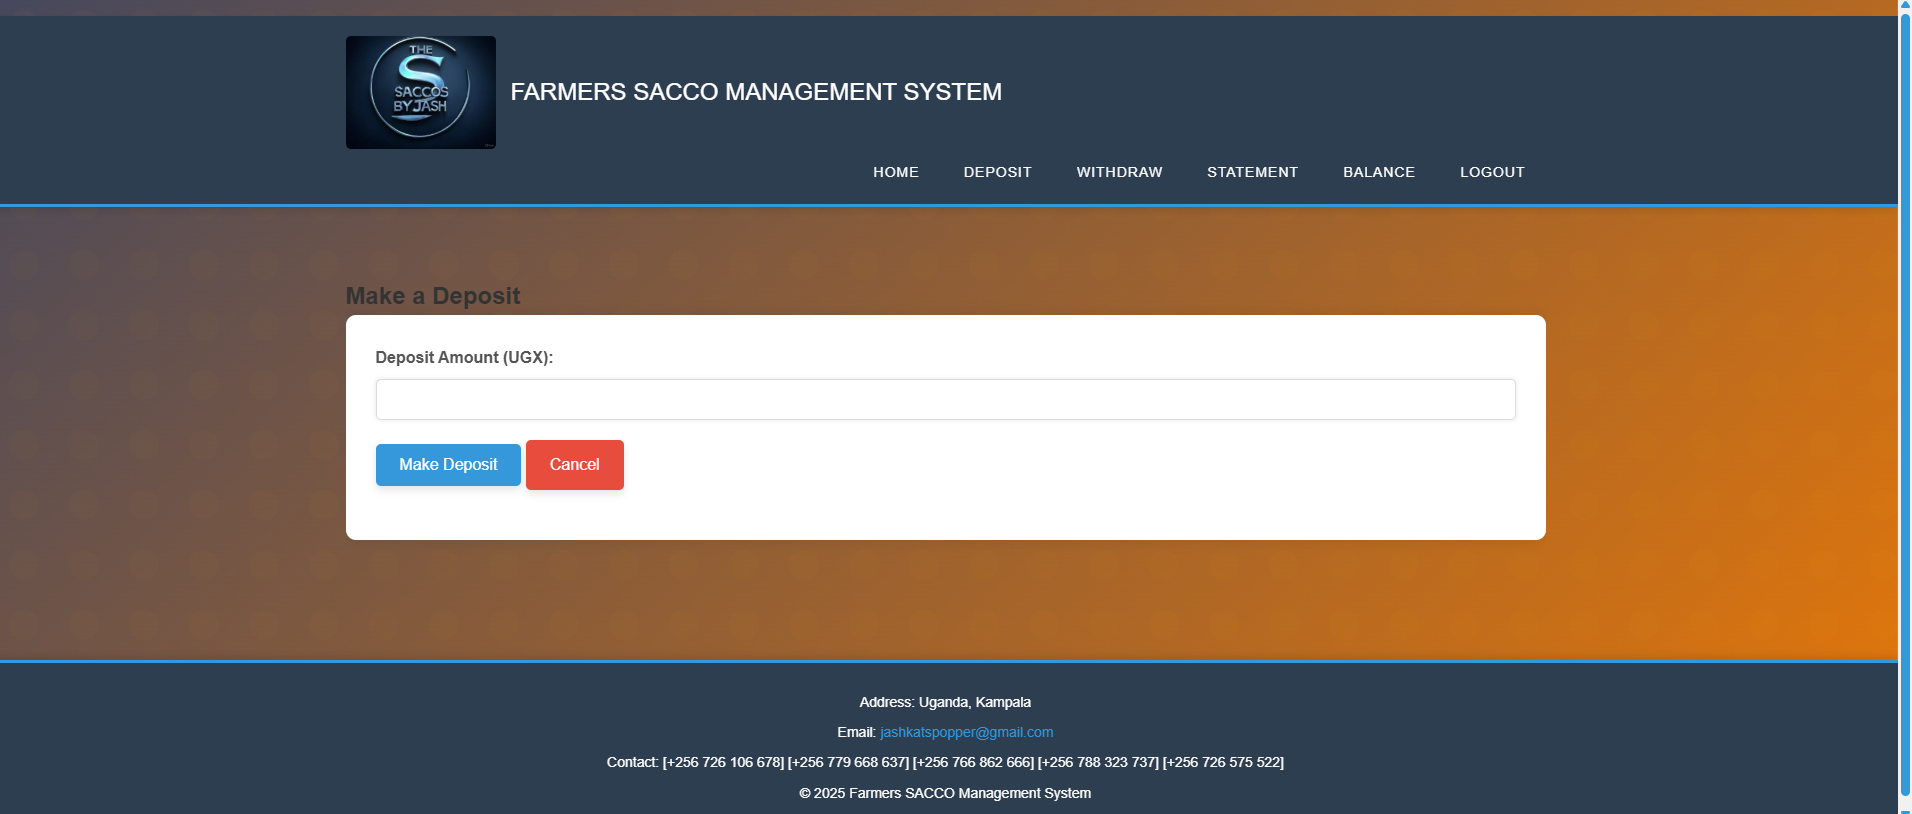 THE
S
SACCOS
BY JASH
FARMERS SACCO MANAGEMENT SYSTEM
HOME DEPOSIT WITHDRAW STATEMENT BALANCE LOGOUT
Make a Deposit
Deposit Amount (UGX):
Make Deposit Cancel
Address: Uganda, Kampala
Email: jashkatspopper@gmail.com
Contact: [+256 726 106 678] [+256 779 668 637] [+256 766 862 666] [+256 788 323 737] [+256 726 575 522]
© 2025 Farmers SACCO Management System